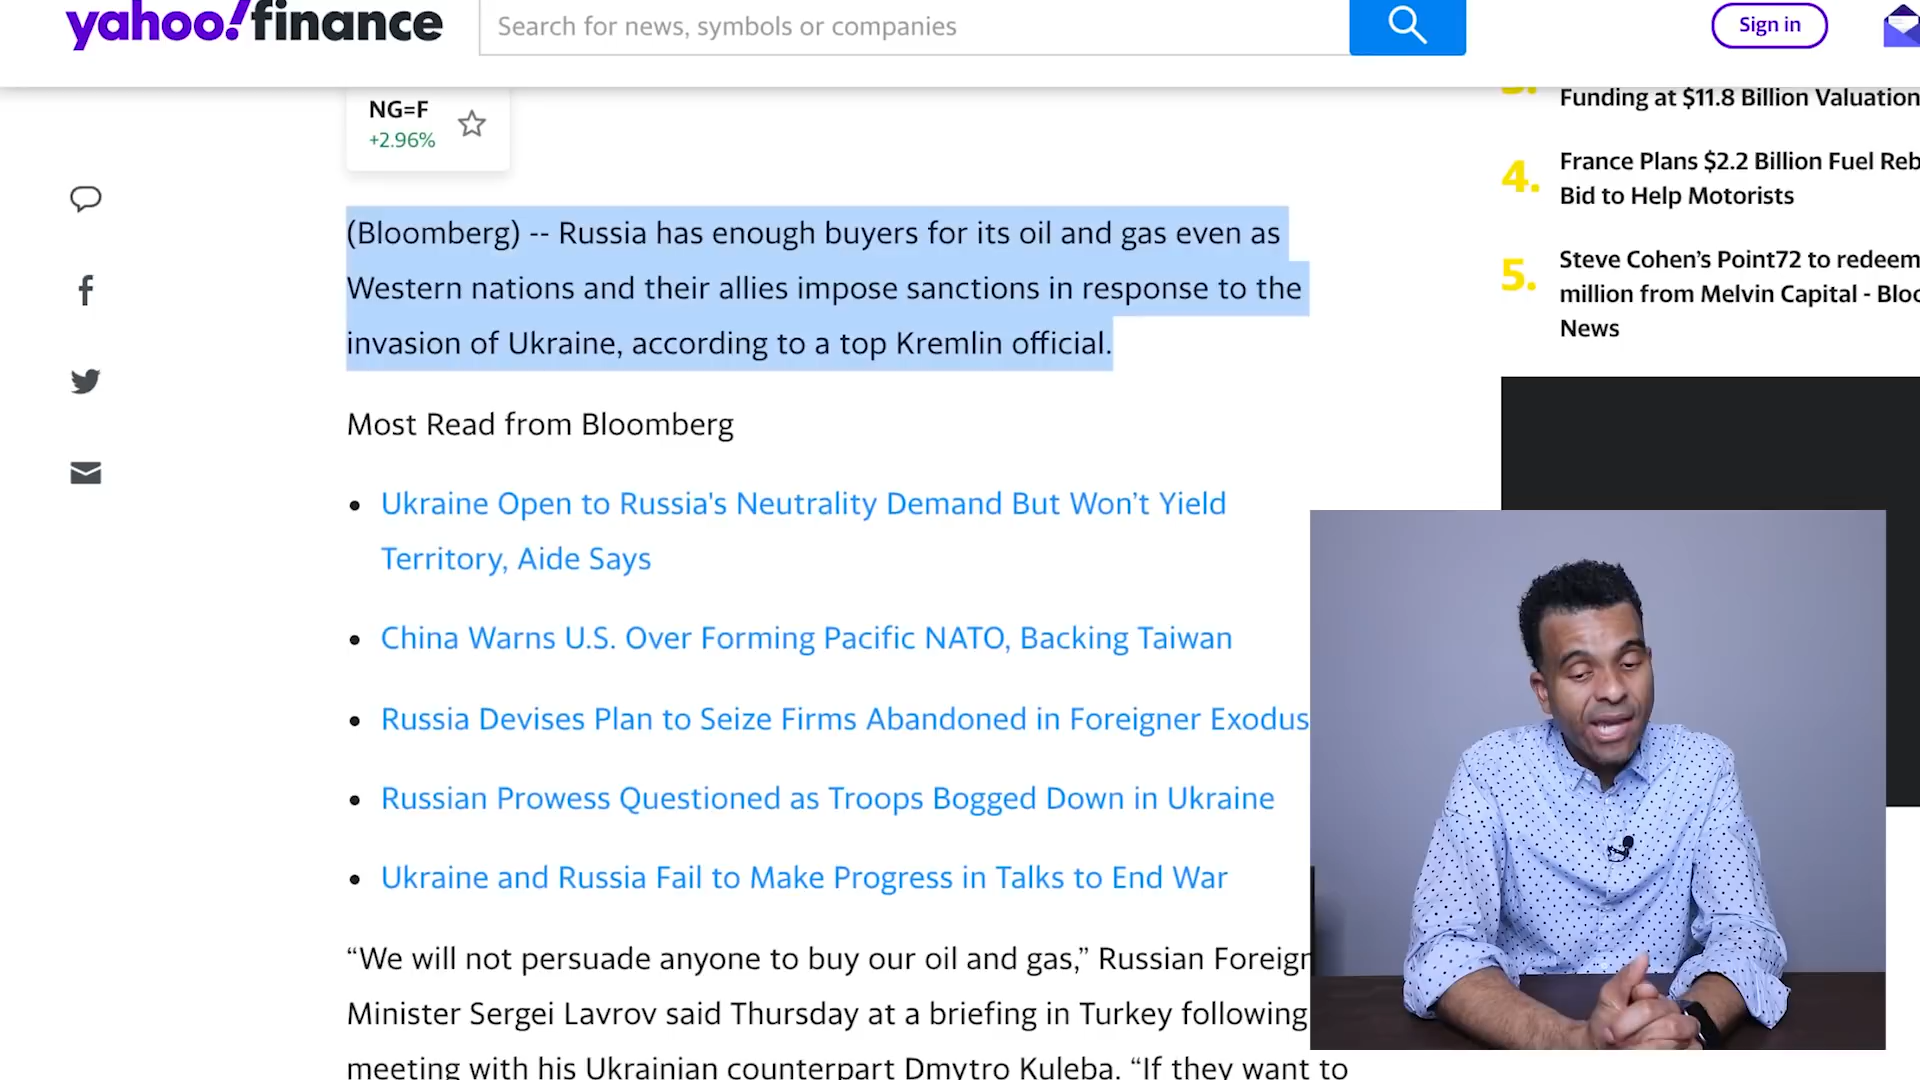 yahoo!finance
Search for news, symbols or companies
Sign in
NG=F
+2.96%
(Bloomberg) -- Russia has enough buyers for its oil and gas even as
Western nations and their allies impose sanctions in response to the
invasion of Ukraine, according to a top Kremlin official.
Most Read from Bloomberg
Ukraine Open to Russia's Neutrality Demand But Won't Yield
Territory, Aide Says
China Warns U.S. Over Forming Pacific NATO, Backing Taiwan
Russia Devises Plan to Seize Firms Abandoned in Foreigner Exodus
Russian Prowess Questioned as Troops Bogged Down in Ukraine
Ukraine and Russia Fail to Make Progress in Talks to End War
“We will not persuade anyone to buy our oil and gas,” Russian Foreign
Minister Sergei Lavrov said Thursday at a briefing in Turkey following
meeting with his Ukrainian counterpart Dmytro Kuleba. “If they want to
Funding at $11.8 Billion Valuation
4. France Plans $2.2 Billion Fuel
Bid to Help Motorists
5. Steve Cohen’s Point72 to redeem
million from Melvin Capital -
News